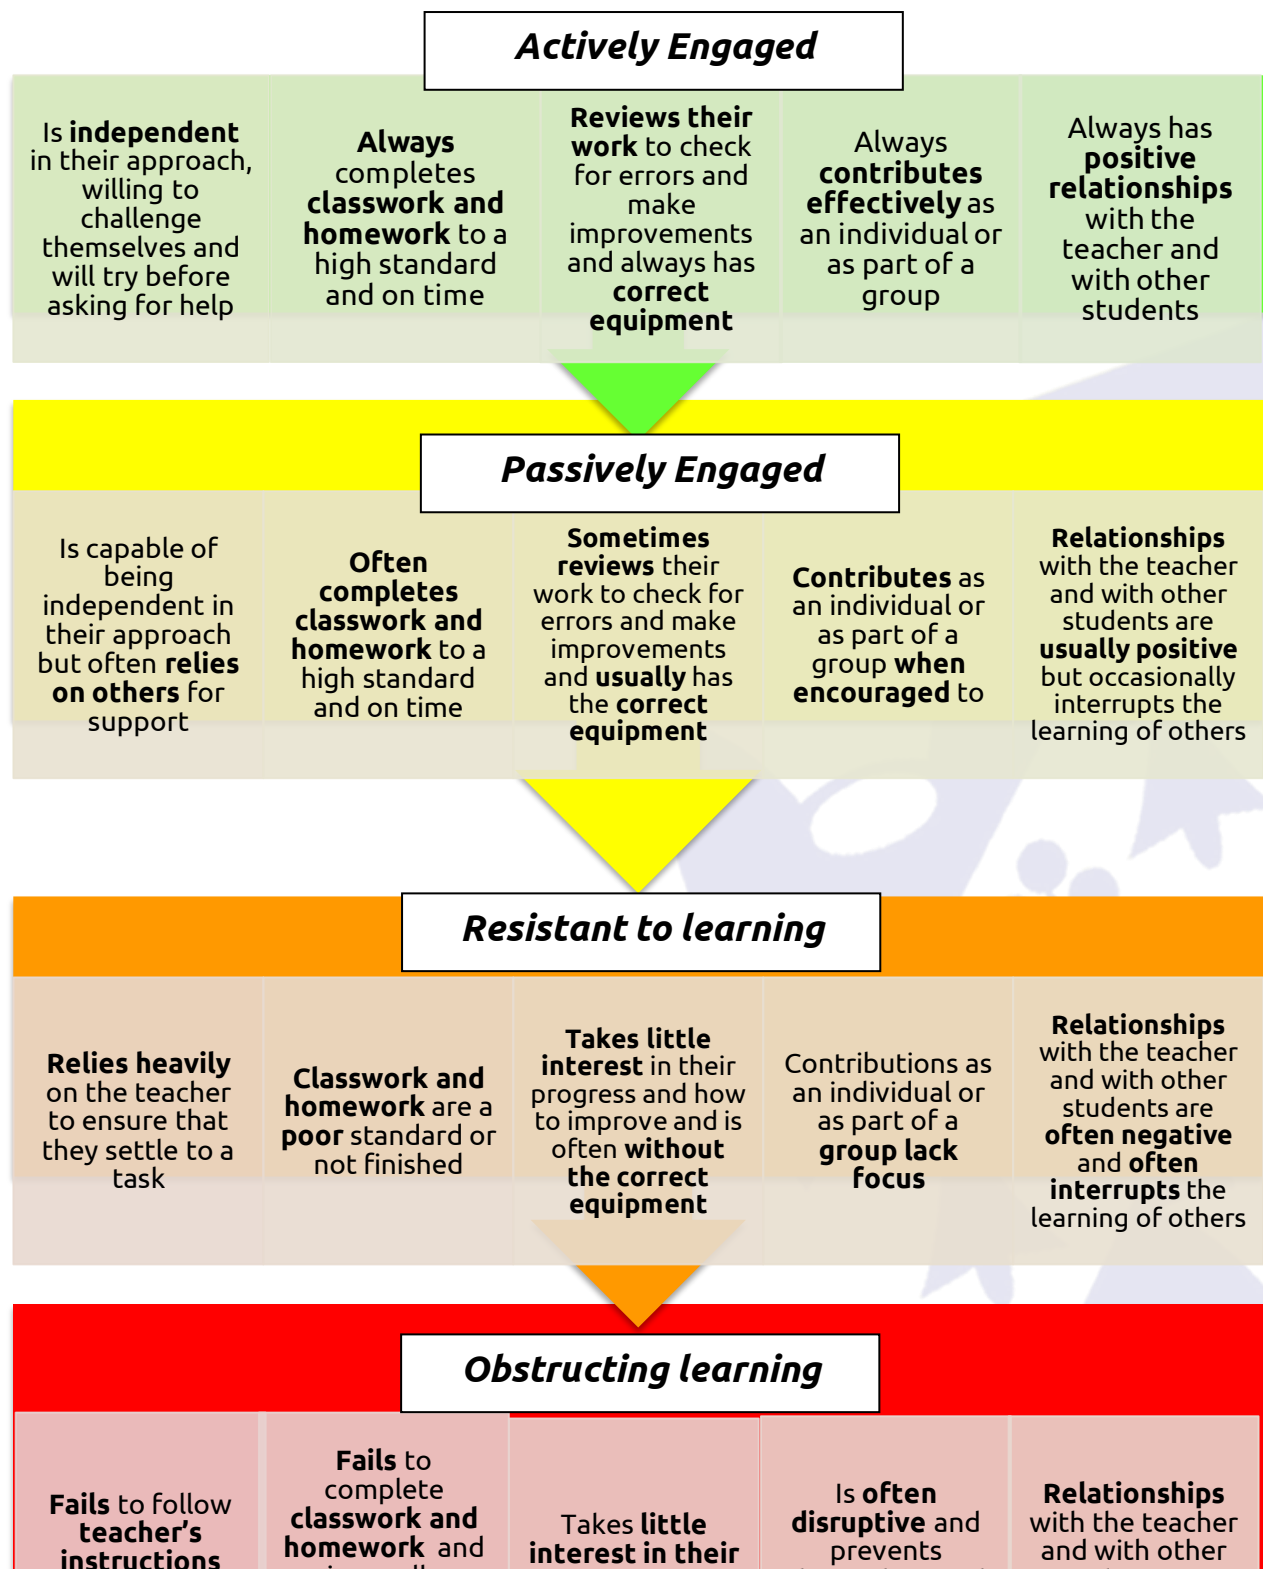 Actively Engaged
Is independent
in their approach,
willing to
challenge
themselves and
will try before
asking for help
Always
completes
classwork and
homework to a
high standard
and on time
Reviews their
work to check
for errors and
make
improvements
and always has
correct
equipment
Always
contributes
effectively as
an individual or
as part of a
group
Always has
positive
relationships
with the
teacher and
with other
students
Passively Engaged
Is capable of
being
independent in
their approach
but often relies
on others for
support
Often
completes
classwork and
homework to a
high standard
and on time
Sometimes
reviews their
work to check for
errors and make
improvements
and usually has
the correct
equipment
Contributes as
an individual or
as part of a
group when
encouraged to
Relationships
with the teacher
and with other
students are
usually positive
but occasionally
interrupts the
learning of others
Resistant to learning
Relies heavily
on the teacher
to ensure that
they settle to a
task
Classwork and
homework are a
poor standard or
not finished
Takes little
interest in their
progress and how
to improve and is
often without
the correct
equipment
Contributions as
an individual or
as part of a
group lack
focus
Relationships
with the teacher
and with other
students are
often negative
and often
interrupts the
learning of others
Obstructing learning
Fails to follow
teacher's
instructions
Fails to
complete
classwork and
homework and
Takes little
interest in their
Is often
disruptive and
prevents
Relationships
with the teacher
and with other